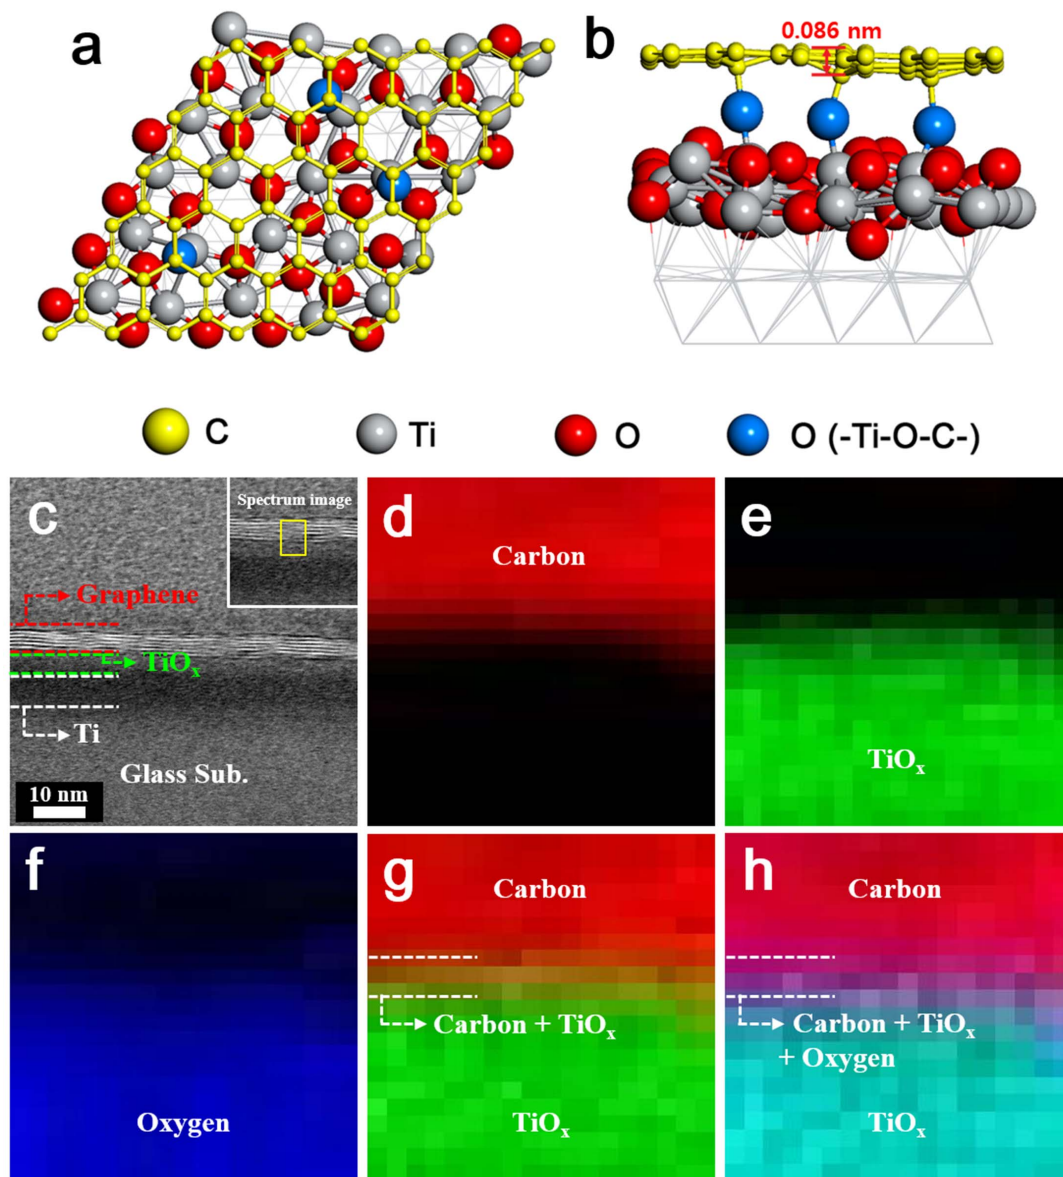 a
b
0.086 nm
C
Ti
O
O (-Ti-O-C-)
c
Spectrum image
Graphene
TiOₓ
Ti
Glass Sub.
10 nm
d
Carbon
e
TiOₓ
f
Oxygen
g
Carbon
Carbon + TiOₓ
TiOₓ
h
Carbon
Carbon + TiOₓ
+ Oxygen
TiOₓ